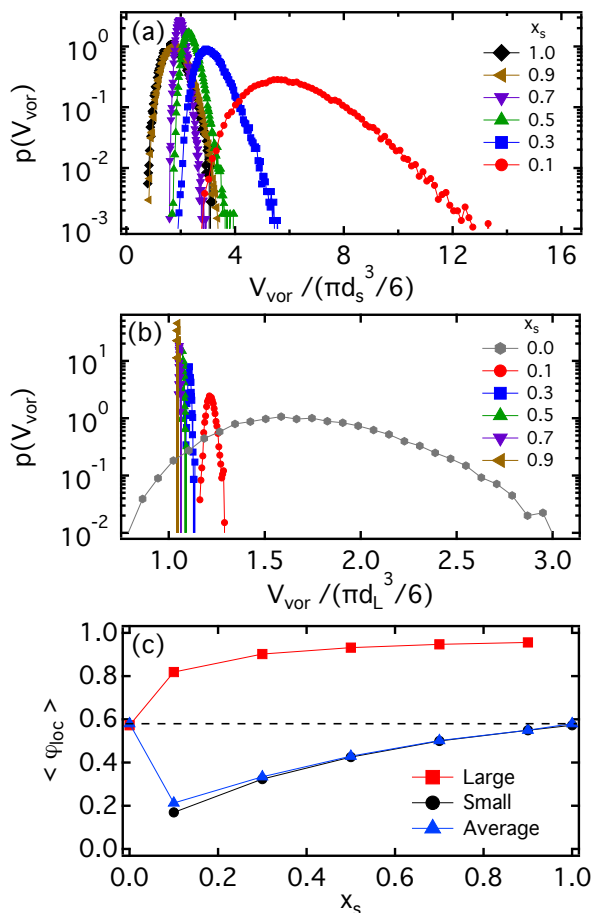 (a)
x_s
1.0
0.9
0.7
0.5
0.3
0.1
p(V_vor)
10^0
10^-1
10^-2
10^-3
0 4 8 12 16
V_vor /(πd_s^3/6)
(b)
x_s
0.0
0.1
0.3
0.5
0.7
0.9
p(V_vor)
10^1
10^0
10^-1
10^-2
1.0 1.5 2.0 2.5 3.0
V_vor /(πd_L^3/6)
(c)
< φ_loc >
1.0
0.8
0.6
0.4
0.2
0.0
Large
Small
Average
0.0 0.2 0.4 0.6 0.8 1.0
x_s